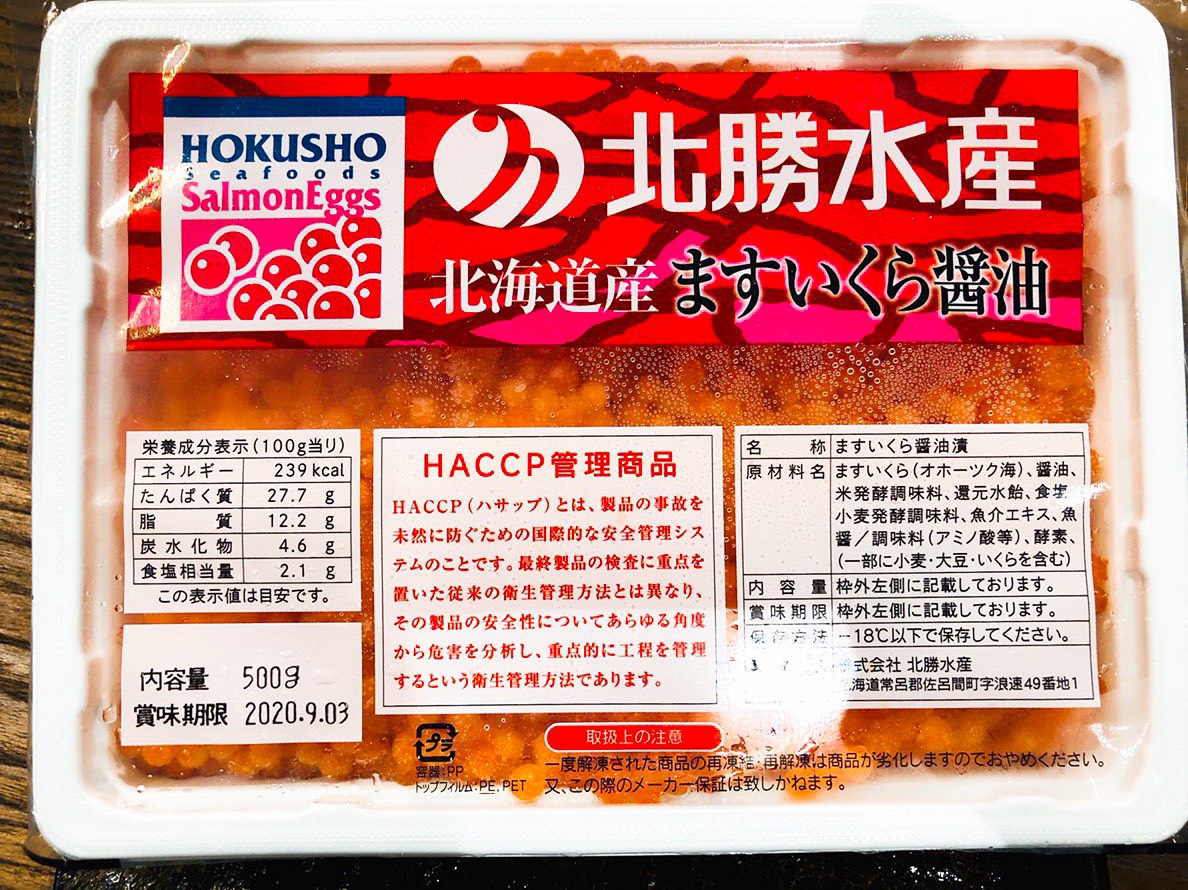 HOKUSHO
Seafoods
SalmonEggs
北勝水産
北海道産 ますいくら醤油
栄養成分表示(100g当り)
エネルギー 239 kcal
たんぱく質 27.7 g
脂質 12.2 g
炭水化物 4.6 g
食塩相当量 2.1 g
この表示値は目安です。
内容量 500g
賞味期限 2020.9.03
HACCP管理商品
HACCP(ハサップ)とは、製品の事故を
未然に防ぐための国際的な安全管理シス
テムのことです。最終製品の検査に重点を
置いた従来の衛生管理方法とは異なり、
その製品の安全性についてあらゆる角度
から危害を分析し、重点的に工程を管理
するという衛生管理方法であります。
名称 ますいくら醤油漬
原材料名 ますいくら(オホーツク海)、醤油、
米発酵調味料、還元水飴、食塩
小麦発酵調味料、魚介エキス、魚
醤/調味料(アミノ酸等)、酵素、
(一部に小麦・大豆・いくらを含む)
内容量 枠外左側に記載しております。
賞味期限 枠外左側に記載しております。
保存方法 −18℃以下で保存してください。
式会社 北勝水産
海道常呂郡佐呂間町字浪速49番地1
プラ
容器:PP
トップフィルム:PE, PET
取扱上の注意
一度解凍された商品の再凍結・再解凍は商品が劣化しますのでおやめください。
又、この際のメーカー保証は致しかねます。